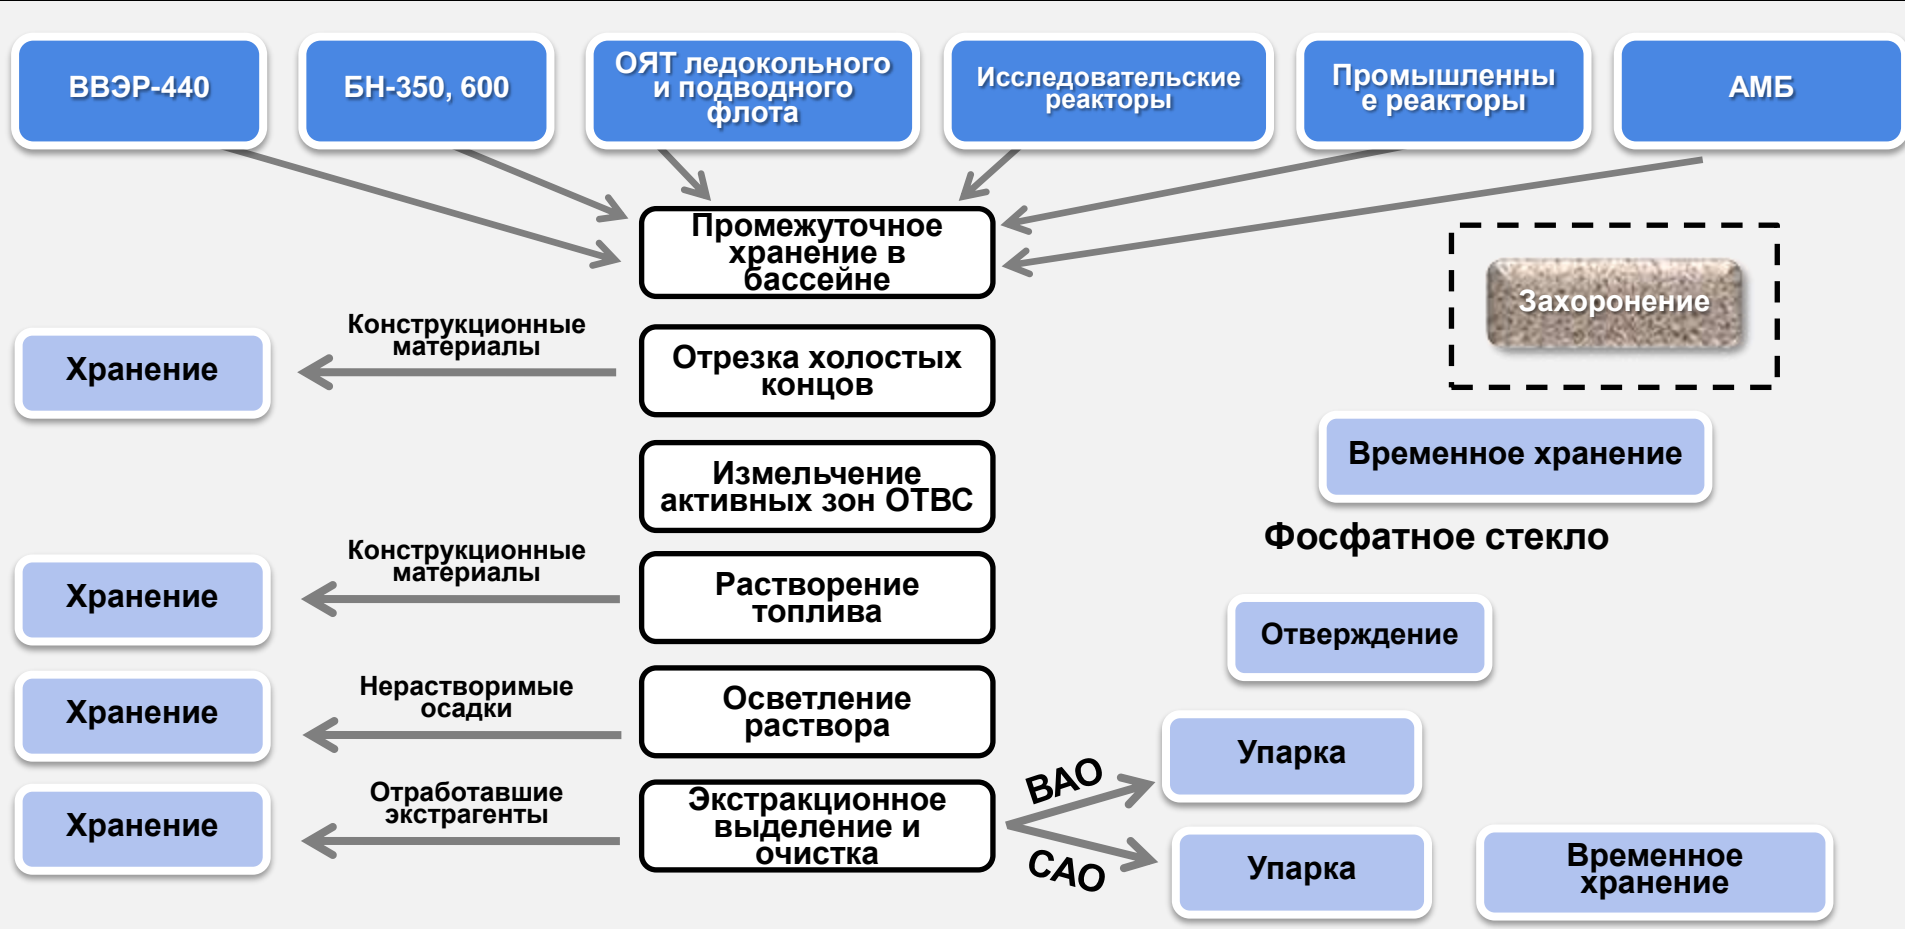 ВВЭР-440
БН-350, 600
ОЯТ ледокольного
и подводного
флота
Исследовательские
реакторы
Промышленны
е реакторы
АМБ
Промежуточное
хранение в
бассейне
Захоронение
Конструкционные
материалы
Хранение
Отрезка холостых
концов
Временное хранение
Измельчение
активных зон ОТВС
Фосфатное стекло
Конструкционные
материалы
Хранение
Растворение
топлива
Отверждение
Нерастворимые
осадки
Хранение
Осветление
раствора
ВАО
Упарка
Отработавшие
экстрагенты
Хранение
Экстракционное
выделение и
очистка
САО
Упарка
Временное
хранение